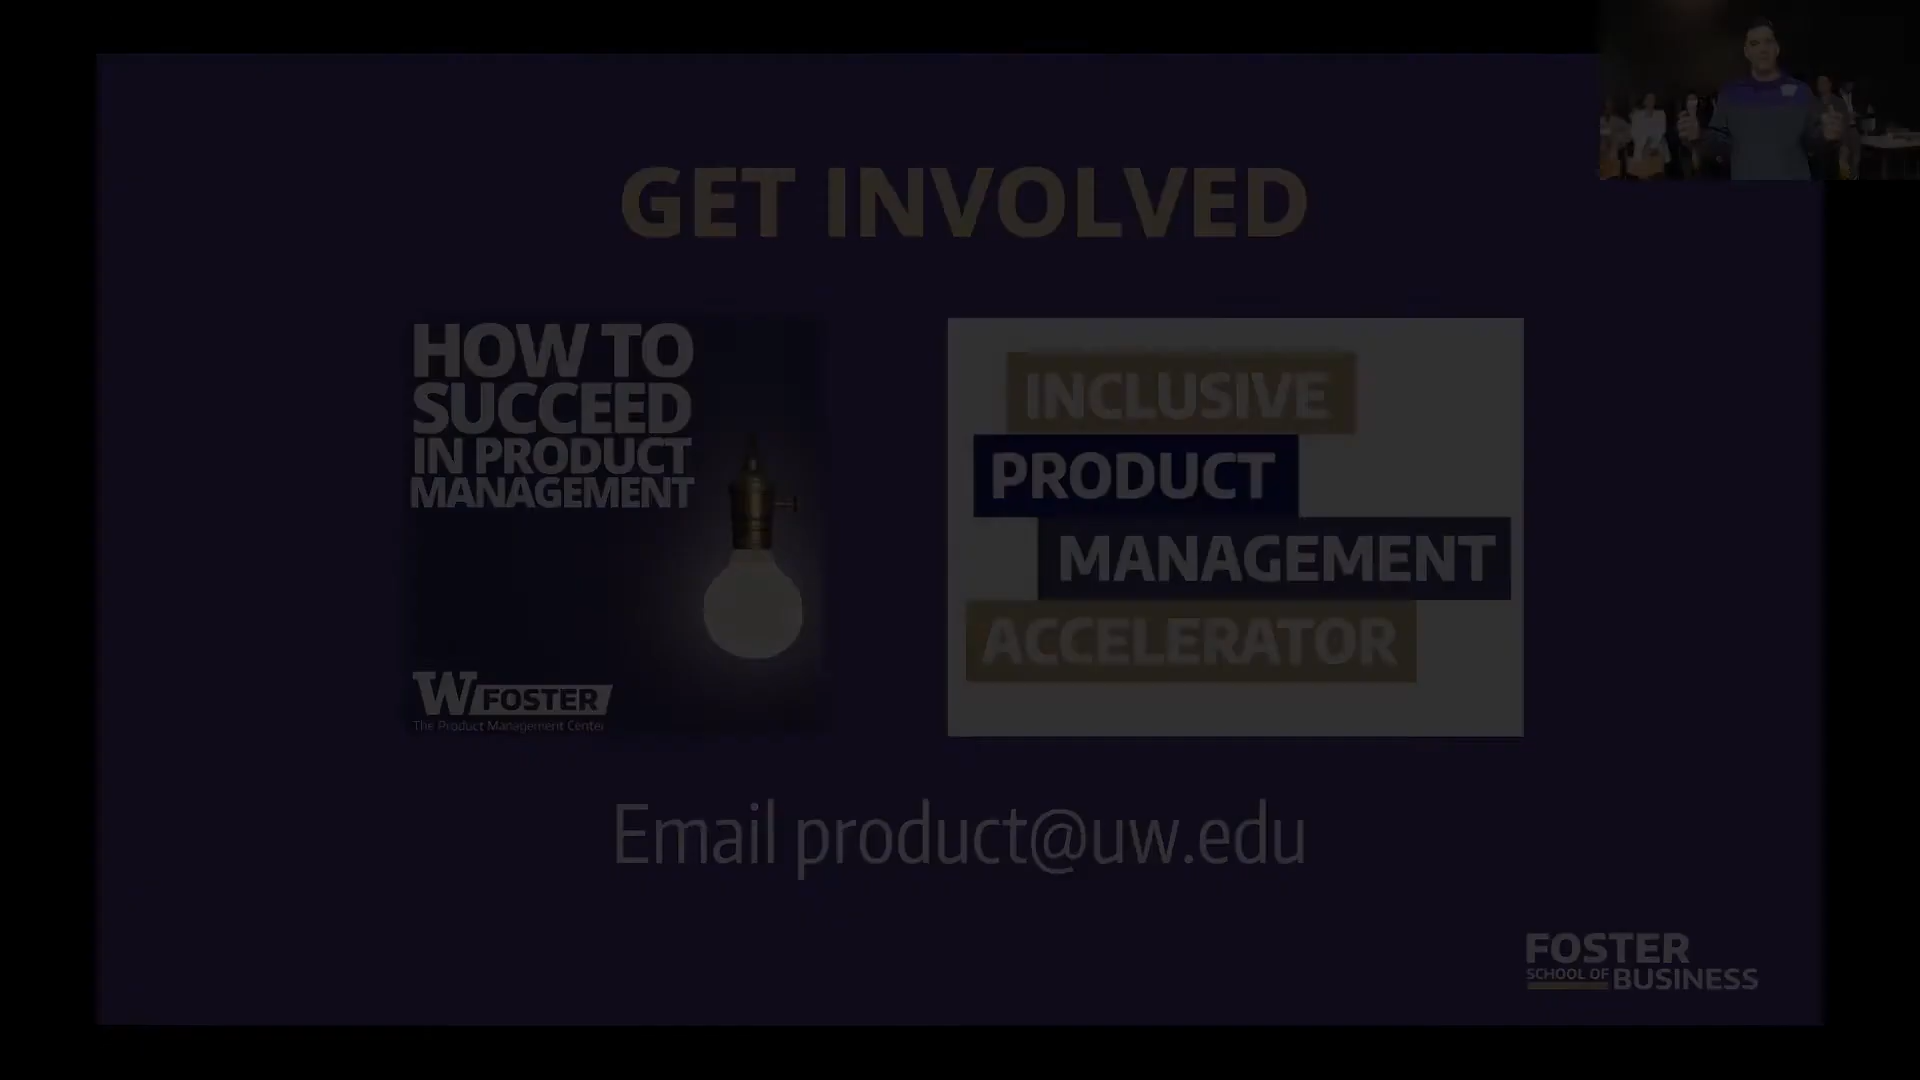 GET INVOLVED
HOW TO
SUCCEED
IN PRODUCT
MANAGEMENT
W FOSTER
The Product Management Center
INCLUSIVE
PRODUCT
MANAGEMENT
ACCELERATOR
Email product@uw.edu
FOSTER
SCHOOL OF BUSINESS